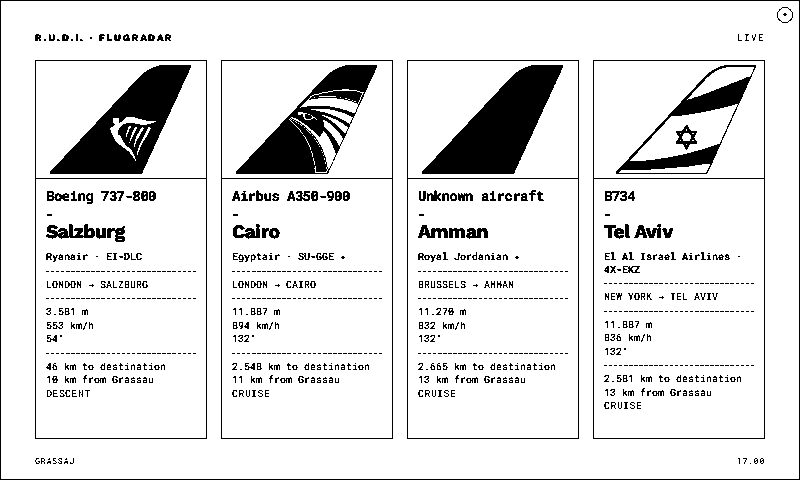 R.U.D.I. · FLUGRADAR
LIVE
Boeing 737-800
-
Salzburg
Ryanair · EI-DLC
LONDON → SALZBURG
3.581 m
553 km/h
54°
46 km to destination
10 km from Grassau
DESCENT
Airbus A350-900
-
Cairo
Egyptair · SU-GGE ✦
LONDON → CAIRO
11.887 m
894 km/h
132°
2.548 km to destination
11 km from Grassau
CRUISE
Unknown aircraft
-
Amman
Royal Jordanian ✦
BRUSSELS → AMMAN
11.270 m
832 km/h
132°
2.665 km to destination
13 km from Grassau
CRUISE
B734
-
Tel Aviv
El Al Israel Airlines ·
4X-EKZ
NEW YORK → TEL AVIV
11.887 m
836 km/h
132°
2.581 km to destination
13 km from Grassau
CRUISE
GRASSAU
17.00